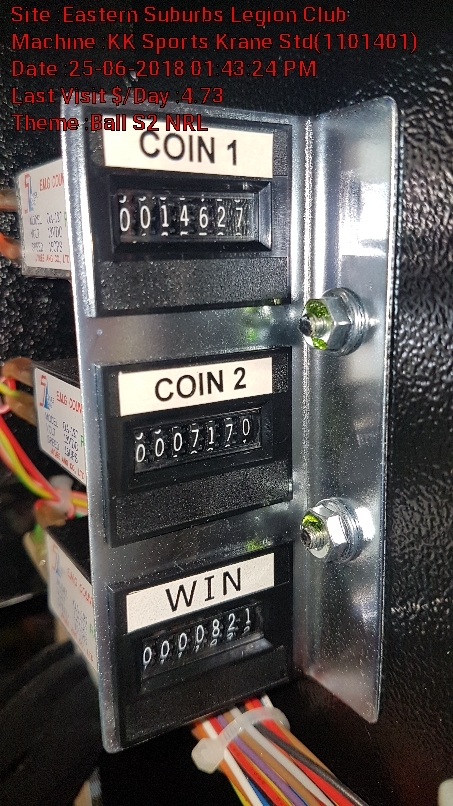 Site :Eastern Suburbs Legion Club
Machine :KK Sports Krane Std(1101401)
Date :25-06-2018 01:43:24 PM
Last Visit $/Day :4.73
Theme :Ball S2 NRL
COIN 1
0014627
COIN 2
0007170
WIN
0000821